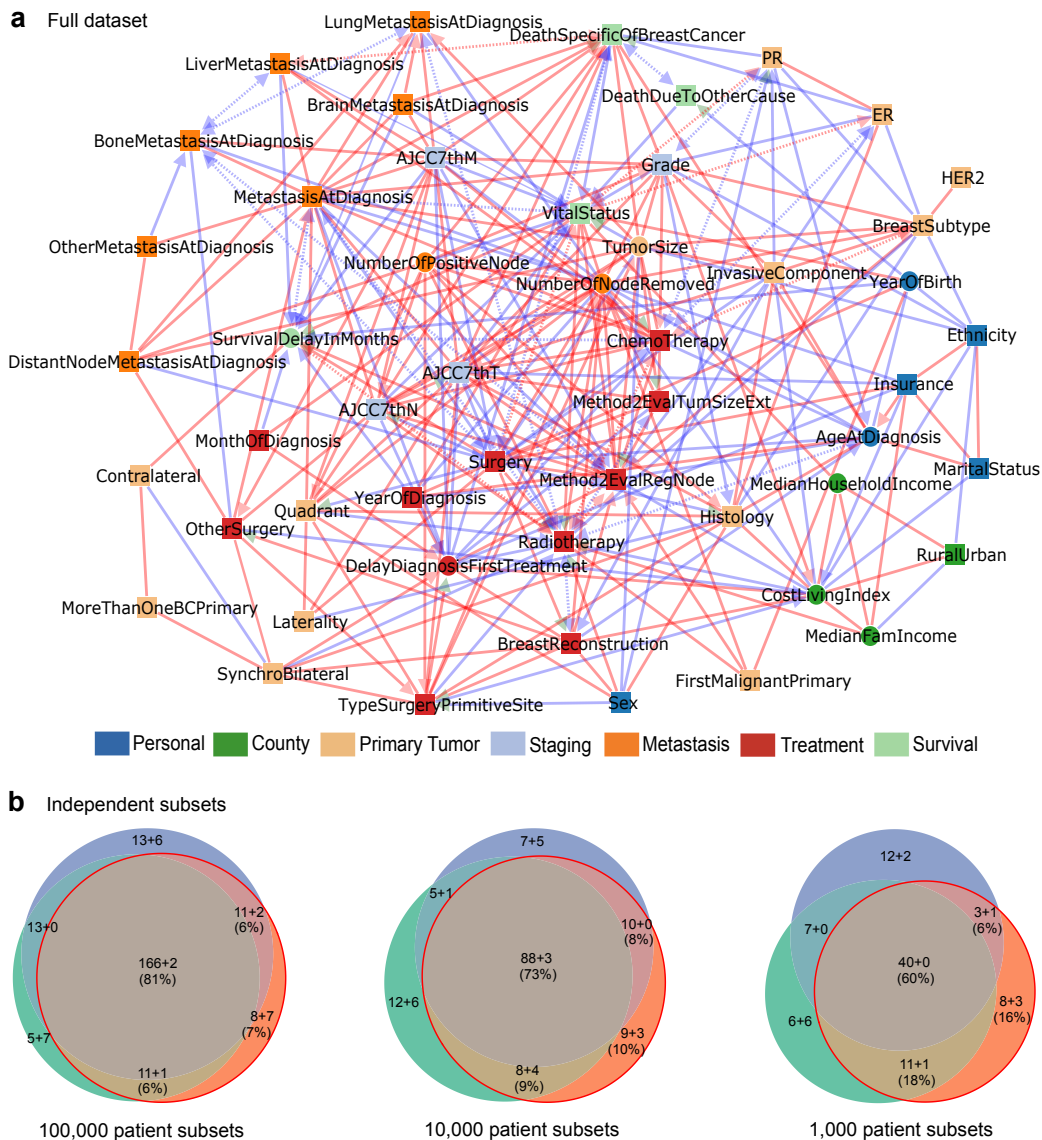 a Full dataset
LungMetastasisAtDiagnosis
DeathSpecificOfBreastCancer
LiverMetastasisAtDiagnosis
PR
DeathDueToOtherCause
BrainMetastasisAtDiagnosis
ER
BoneMetastasisAtDiagnosis
AJCC7thM
Grade
HER2
MetastasisAtDiagnosis
VitalStatus
BreastSubtype
OtherMetastasisAtDiagnosis
TumorSize
NumberOfPositiveNode
InvasiveComponent
YearOfBirth
NumberOfNodeRemoved
SurvivalDelayInMonths
ChemoTherapy
Ethnicity
DistantNodeMetastasisAtDiagnosis
AJCC7thT
Insurance
AJCC7thN
Method2EvalTumSizeExt
MonthOfDiagnosis
AgeAtDiagnosis
Surgery
MaritalStatus
Contralateral
Method2EvalRegNode
MedianHouseholdIncome
YearOfDiagnosis
Quadrant
Histology
OtherSurgery
Radiotherapy
RuralUrban
DelayDiagnosisFirstTreatment
CostLivingIndex
MoreThanOneBCPrimary
Laterality
MedianFamIncome
BreastReconstruction
SynchroBilateral
FirstMalignantPrimary
TypeSurgeryPrimitiveSite
Sex
Personal County Primary Tumor Staging Metastasis Treatment Survival
b Independent subsets
13+6
11+2
(6%)
13+0
166+2
(81%)
8+7
(7%)
5+7
11+1
(6%)
100,000 patient subsets
7+5
5+1
10+0
(8%)
88+3
(73%)
12+6
9+3
(10%)
8+4
(9%)
10,000 patient subsets
12+2
3+1
(6%)
7+0
40+0
(60%)
8+3
(16%)
6+6
11+1
(18%)
1,000 patient subsets